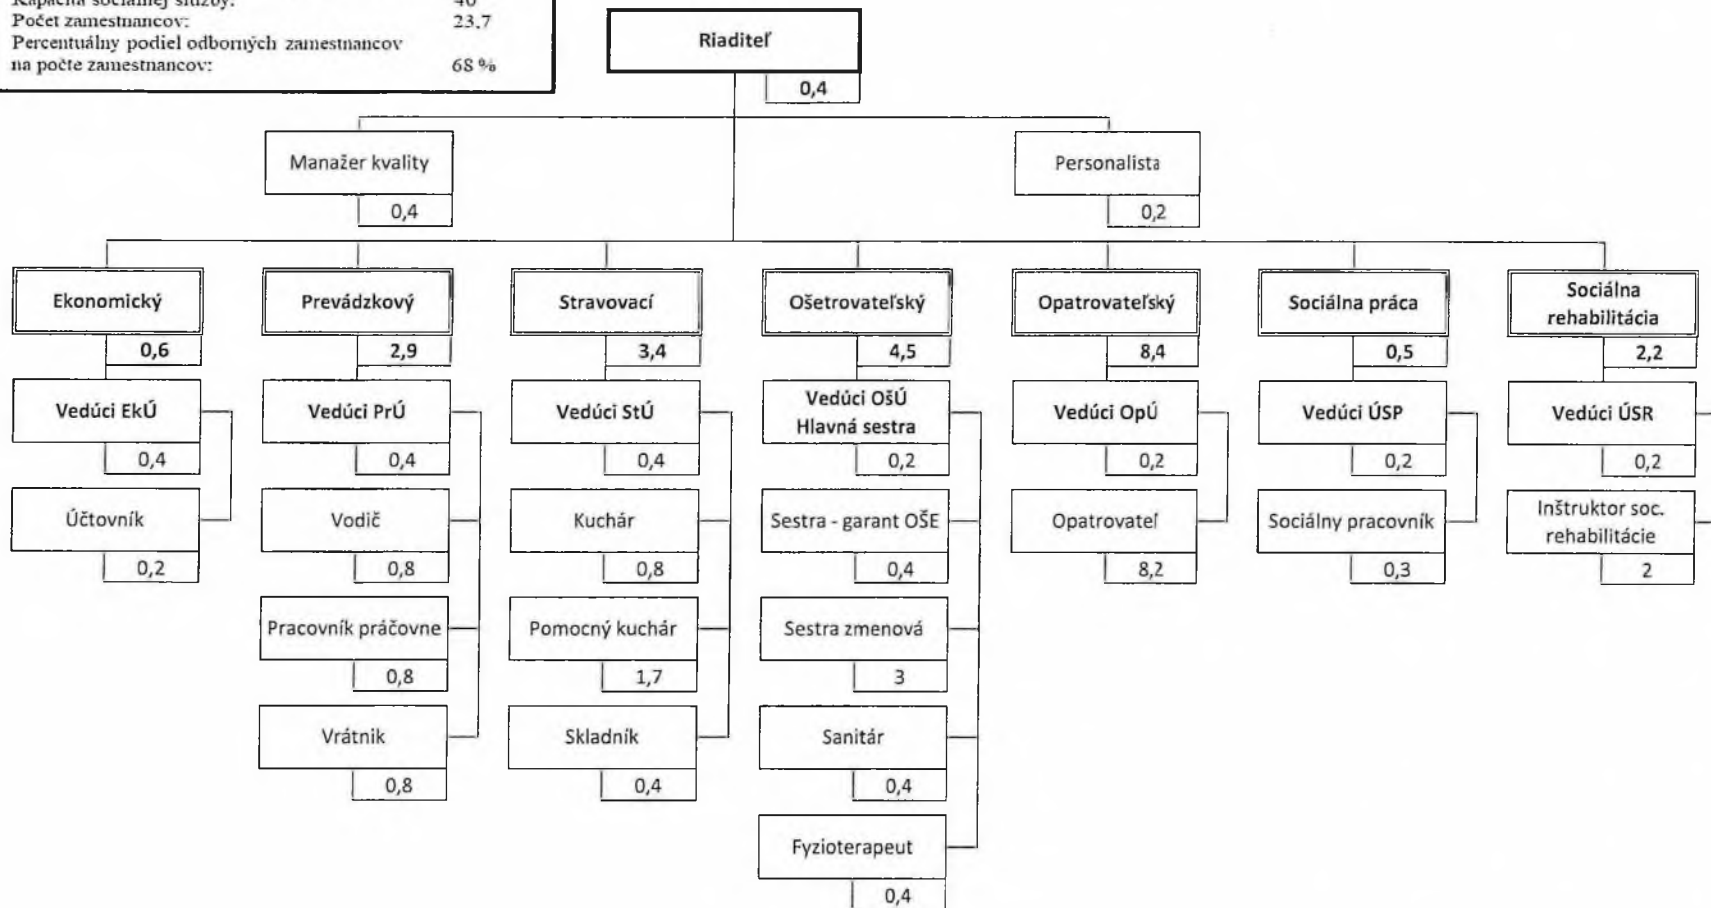 Kapacita sociálnej služby: 40
Počet zamestnancov: 23.7
Percentuálny podiel odborných zamestnancov
na počte zamestnancov: 68 %
Riaditeľ
0,4
Manažer kvality
0,4
Personalista
0,2
Ekonomický
0,6
Vedúci EkÚ
0,4
Účtovník
0,2
Prevádzkový
2,9
Vedúci PrÚ
0,4
Vodič
0,8
Pracovník práčovne
0,8
Vrátnik
0,8
Stravovací
3,4
Vedúci StÚ
0,4
Kuchár
0,8
Pomocný kuchár
1,7
Skladník
0,4
Ošetrovateľský
4,5
Vedúci OšÚ
Hlavná sestra
0,2
Sestra - garant OŠE
0,4
Sestra zmenová
3
Sanitár
0,4
Fyzioterapeut
0,4
Opatrovateľský
8,4
Vedúci OpÚ
0,2
Opatrovateľ
8,2
Sociálna práca
0,5
Vedúci ÚSP
0,2
Sociálny pracovník
0,3
Sociálna
rehabilitácia
2,2
Vedúci ÚSR
0,2
Inštruktor soc.
rehabilitácie
2